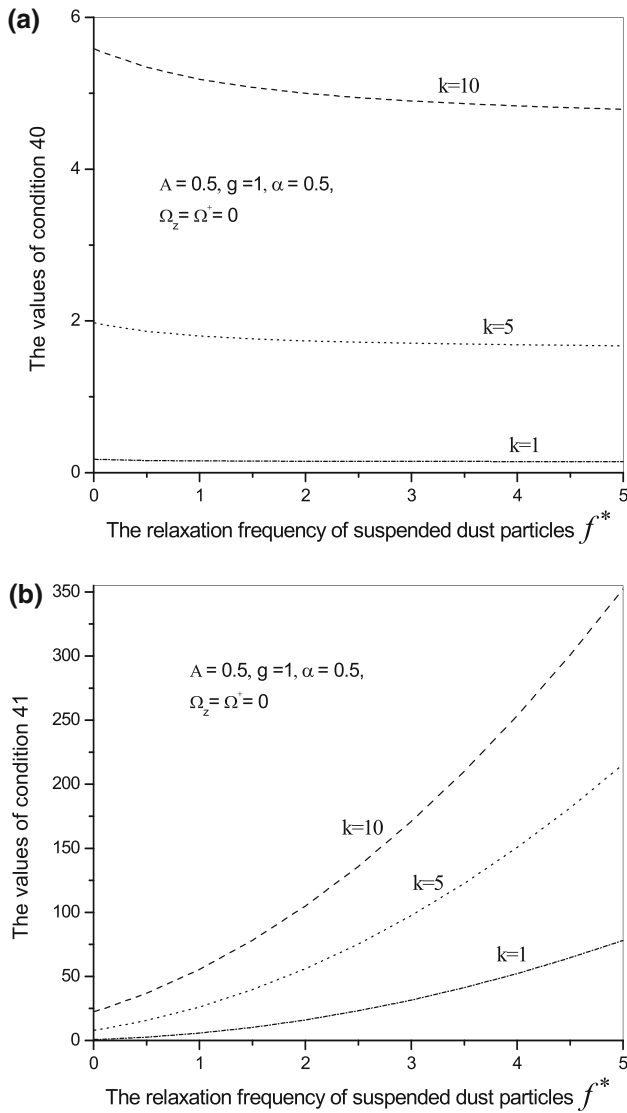 (a)
The values of condition 40
6
4
2
0
k=10
A = 0.5, g =1, α = 0.5,
Ω_z = Ω^+ = 0
k=5
k=1
0 1 2 3 4 5
The relaxation frequency of suspended dust particles f^*
(b)
The values of condition 41
350
300
250
200
150
100
50
0
A = 0.5, g =1, α = 0.5,
Ω_z = Ω^+ = 0
k=10
k=5
k=1
0 1 2 3 4 5
The relaxation frequency of suspended dust particles f^*